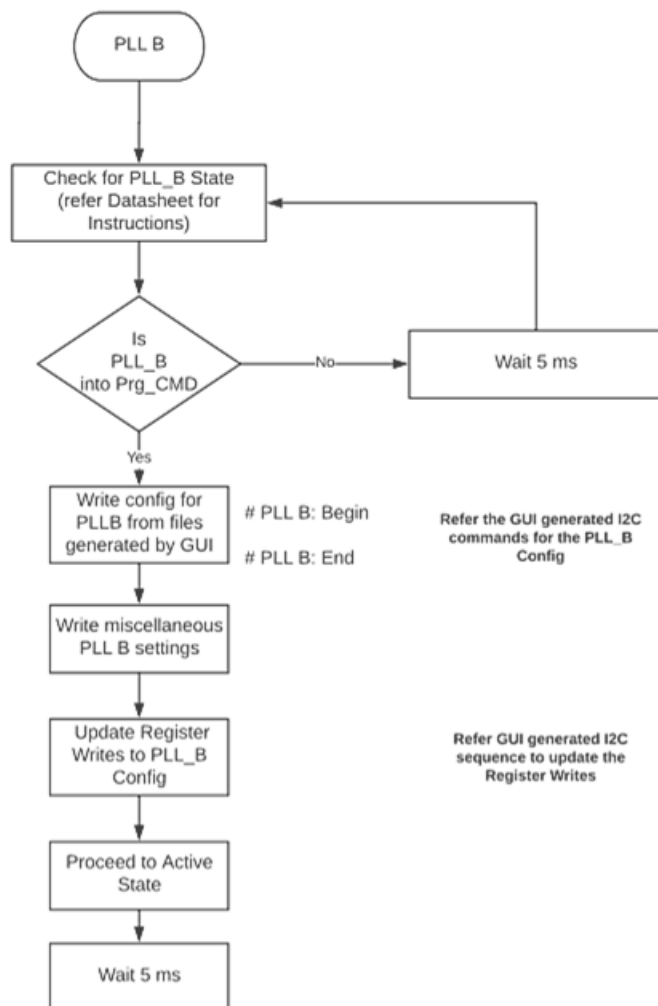 PLL B
Check for PLL_B State
(refer Datasheet for
Instructions)
Is
PLL_B
into Prg_CMD
No
Wait 5 ms
Yes
Write config for
PLLB from files
generated by GUI
# PLL B: Begin
# PLL B: End
Refer the GUI generated I2C
commands for the PLL_B
Config
Write miscellaneous
PLL B settings
Update Register
Writes to PLL_B
Config
Refer GUI generated I2C
sequence to update the
Register Writes
Proceed to Active
State
Wait 5 ms